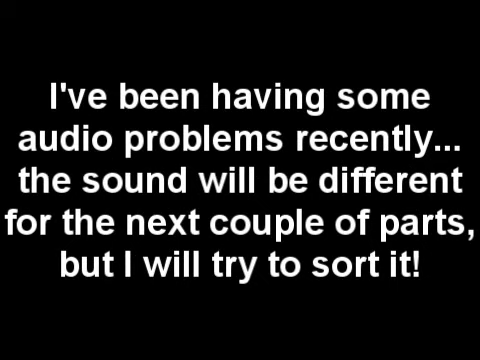 I've been having some
audio problems recently...
the sound will be different
for the next couple of parts,
but I will try to sort it!